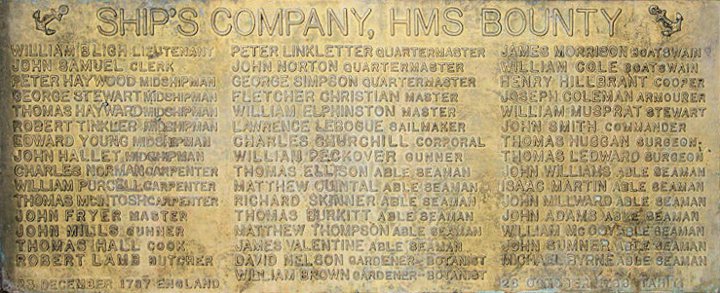 SHIP'S COMPANY, HMS BOUNTY
WILLIAM BLIGH LIEUTENANT
JOHN SAMUEL CLERK
PETER HAYWOOD MIDSHIPMAN
GEORGE STEWART MIDSHIPMAN
THOMAS HAYWARD MIDSHIPMAN
ROBERT TINKLER MIDSHIPMAN
EDWARD YOUNG MIDSHIPMAN
JOHN HALLET MIDSHIPMAN
CHARLES NORMAN CARPENTER
WILLIAM PURCELL CARPENTER
THOMAS McINTOSH CARPENTER
JOHN FRYER MASTER
JOHN MILLS GUNNER
THOMAS HALL COOK
ROBERT LAMB BUTCHER
23 DECEMBER 1787 ENGLAND
PETER LINKLETTER QUARTERMASTER
JOHN NORTON QUARTERMASTER
GEORGE SIMPSON QUARTERMASTER
FLETCHER CHRISTIAN MASTER
WILLIAM ELPHINSTON MASTER
LAWRENCE LEBOGUE SAILMAKER
CHARLES CHURCHILL CORPORAL
WILLIAM PECKOVER GUNNER
THOMAS ELLISON ABLE SEAMAN
MATTHEW QUINTAL ABLE SEAMAN
RICHARD SKINNER ABLE SEAMAN
THOMAS BURKITT ABLE SEAMAN
MATTHEW THOMPSON ABLE SEAMAN
JAMES VALENTINE ABLE SEAMAN
DAVID NELSON GARDENER-BOTANIST
WILLIAM BROWN GARDENER-BOTANIST
JAMES MORRISON BOATSWAIN
WILLIAM COLE BOATSWAIN
HENRY HILLBRANT COOPER
JOSEPH COLEMAN ARMOURER
WILLIAM MUSPRAT STEWART
JOHN SMITH COMMANDER
THOMAS HUGGAN SURGEON
THOMAS LEDWARD SURGEON
JOHN WILLIAMS ABLE SEAMAN
ISAAC MARTIN ABLE SEAMAN
JOHN MILLWARD ABLE SEAMAN
JOHN ADAMS ABLE SEAMAN
WILLIAM McCOY ABLE SEAMAN
JOHN SUMNER ABLE SEAMAN
MICHAEL BYRNE ABLE SEAMAN
26 OCTOBER 1788 TAHITI